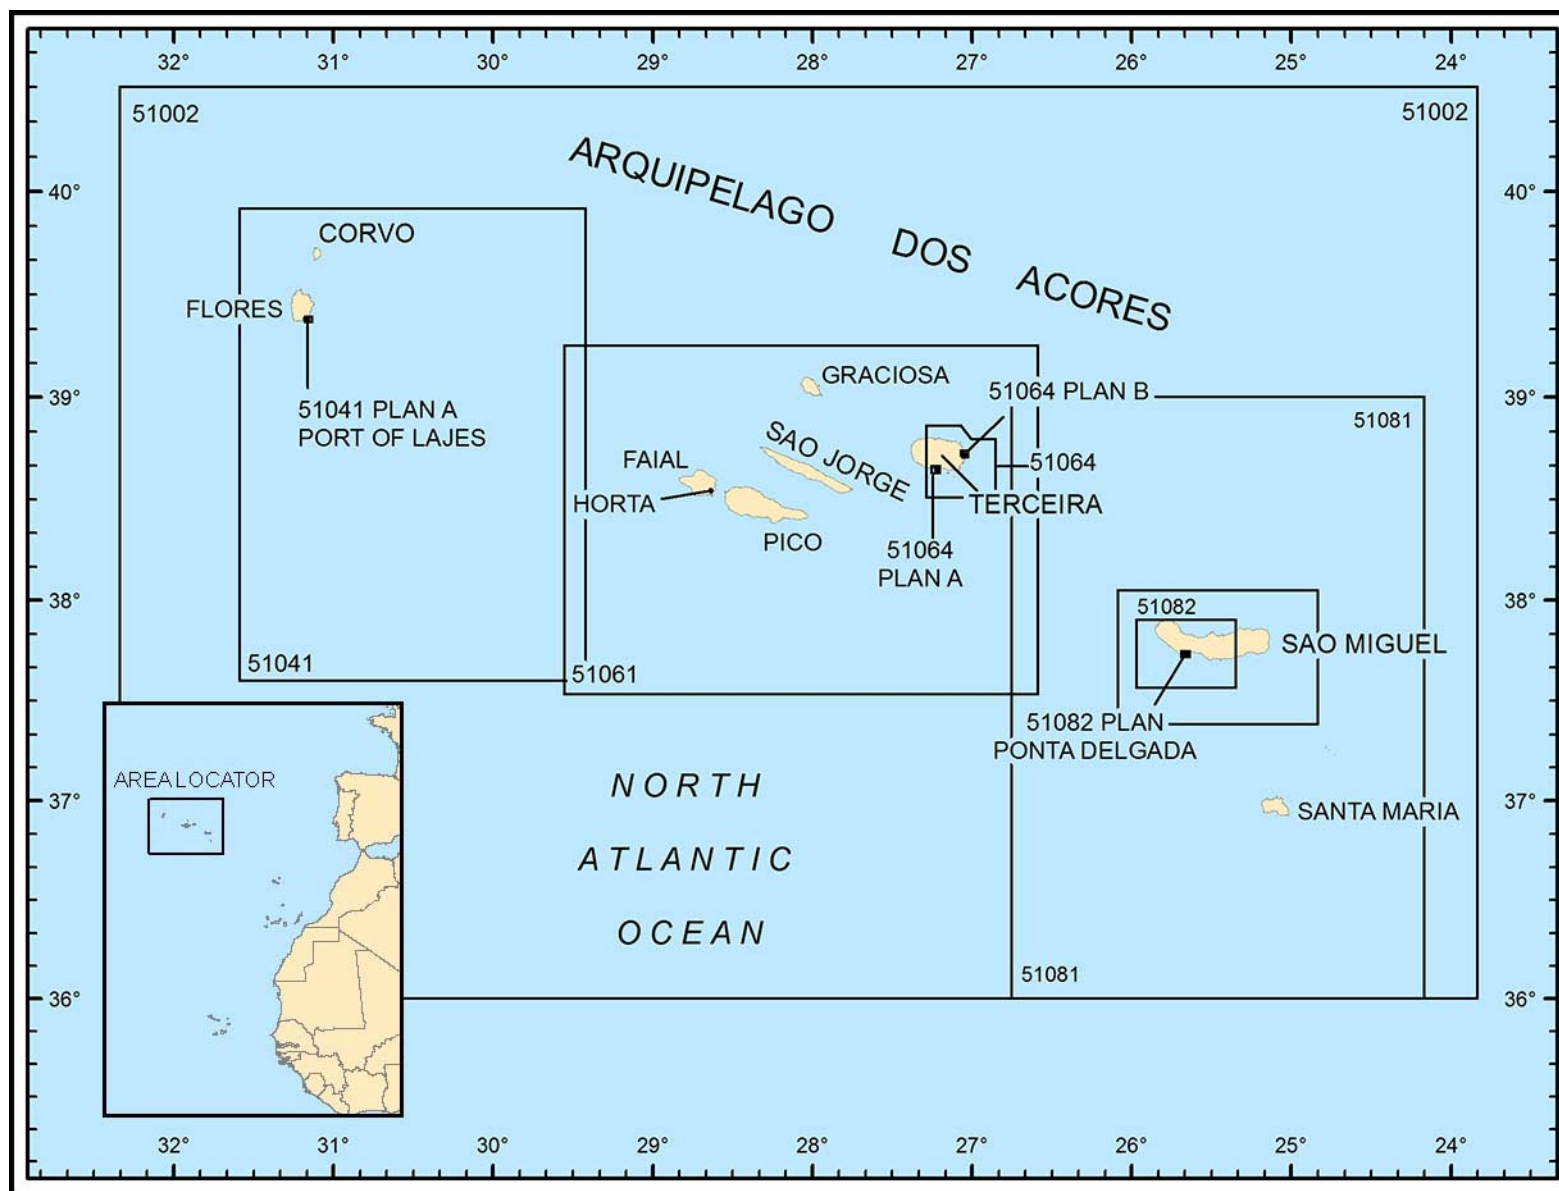 32° 31° 30° 29° 28° 27° 26° 25° 24°
51002
51002
ARQUIPELAGO DOS ACORES
40°
40°
CORVO
FLORES
51041 PLAN A
PORT OF LAJES
39°
39°
GRACIOSA
51064 PLAN B
51081
SAO JORGE
FAIAL
HORTA
PICO
51064
TERCEIRA
51064
PLAN A
38°
38°
51082
SAO MIGUEL
51041
51061
51082 PLAN
PONTA DELGADA
AREA LOCATOR
NORTH
ATLANTIC
OCEAN
37°
37°
SANTA MARIA
51081
36°
36°
32° 31° 30° 29° 28° 27° 26° 25° 24°